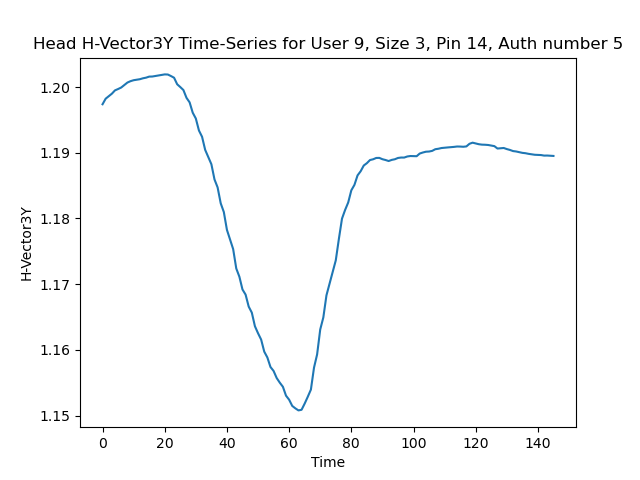 Head H-Vector3Y Time-Series for User 9, Size 3, Pin 14, Auth number 5
1.20
1.19
1.18
1.17
1.16
1.15
H-Vector3Y
0 20 40 60 80 100 120 140
Time